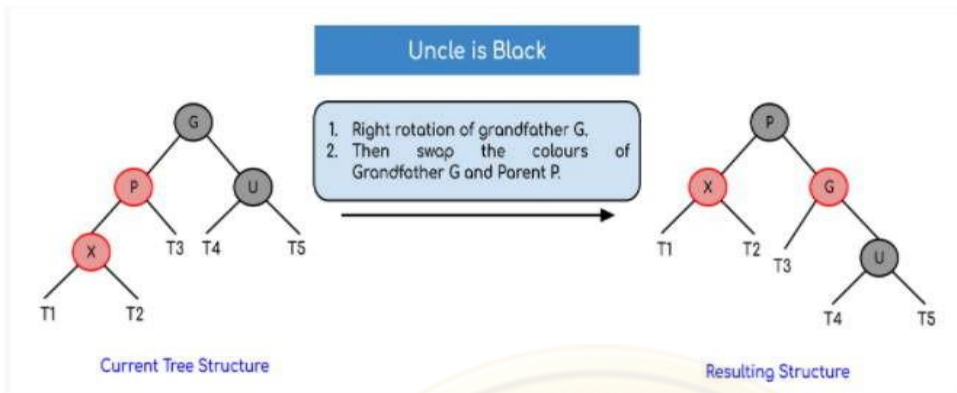 Uncle is Black
1. Right rotation of grandfather G.
2. Then swap the colours of
Grandfather G and Parent P.
G
P
U
X
T3
T4
T5
T1
T2
Current Tree Structure
P
X
G
T1
T2
T3
U
T4
T5
Resulting Structure